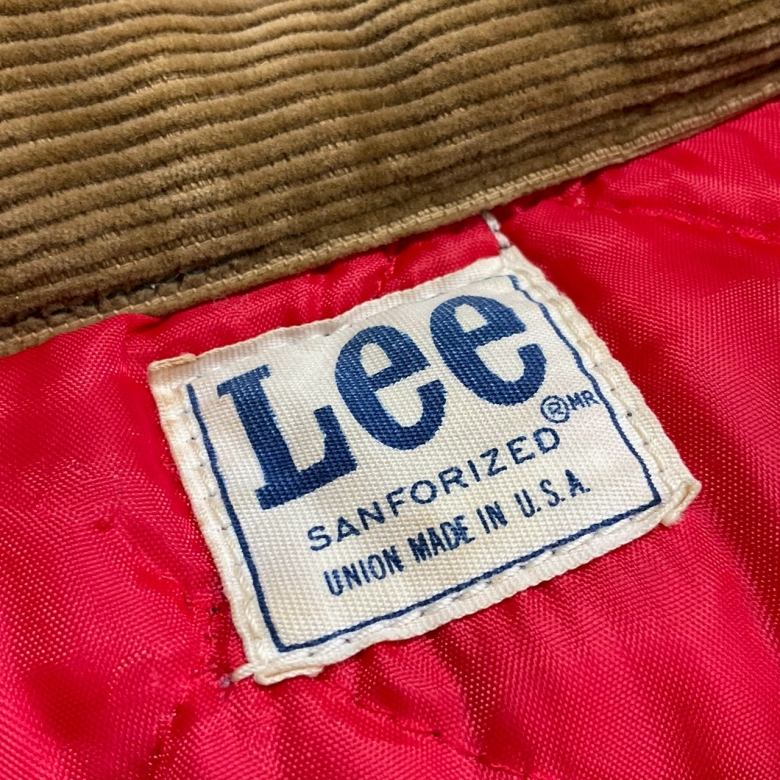 Lee
® MR
SANFORIZED
UNION MADE IN U.S.A.